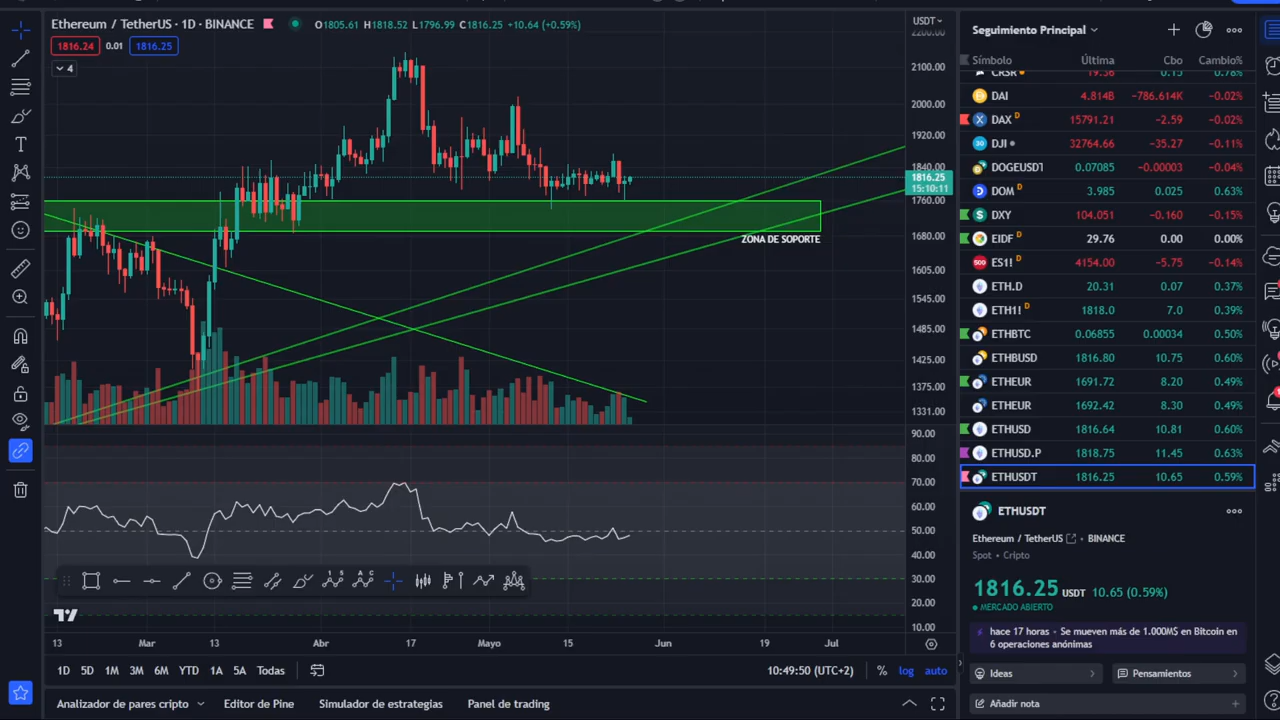 Ethereum / TetherUS · 1D · BINANCE O1805.61 H1818.52 L1796.99 C1816.25 +10.64 (+0.59%)
1816.24 0.01 1816.25
4
USDT
2200.00
2100.00
2000.00
1920.00
1840.00
1816.25
15:10:11
1760.00
1680.00
1605.00
1545.00
1485.00
1425.00
1375.00
1331.00
ZONA DE SOPORTE
90.00
80.00
70.00
60.00
50.00
40.00
30.00
20.00
10.00
13 Mar 13 Abr 17 Mayo 15 Jun 19 Jul
1D 5D 1M 3M 6M YTD 1A 5A Todas 10:49:50 (UTC+2) % log auto
Analizador de pares cripto Editor de Pine Simulador de estrategias Panel de trading
Seguimiento Principal
Símbolo Última Cbo Cambio%
CRSR 19.36 0.15 0.78%
DAI 4.814B −786.614K −0.02%
DAX D 15791.21 −2.59 −0.02%
DJI 32764.66 −35.27 −0.11%
DOGEUSDT 0.07085 −0.00003 −0.04%
DOM D 3.985 0.025 0.63%
DXY 104.051 −0.160 −0.15%
EIDF D 29.76 0.00 0.00%
ES1! D 4154.00 −5.75 −0.14%
ETH.D 20.31 0.07 0.37%
ETH1! D 1818.0 7.0 0.39%
ETHBTC 0.06855 0.00034 0.50%
ETHBUSD 1816.80 10.75 0.60%
ETHEUR 1691.72 8.20 0.49%
ETHEUR 1692.42 8.30 0.49%
ETHUSD 1816.64 10.81 0.60%
ETHUSD.P 1818.75 11.45 0.63%
ETHUSDT 1816.25 10.65 0.59%
ETHUSDT
Ethereum / TetherUS · BINANCE
Spot · Cripto
1816.25 USDT 10.65 (0.59%)
MERCADO ABIERTO
hace 17 horas · Se mueven más de 1.000M$ en Bitcoin en
6 operaciones anónimas
Ideas Pensamientos
Añadir nota